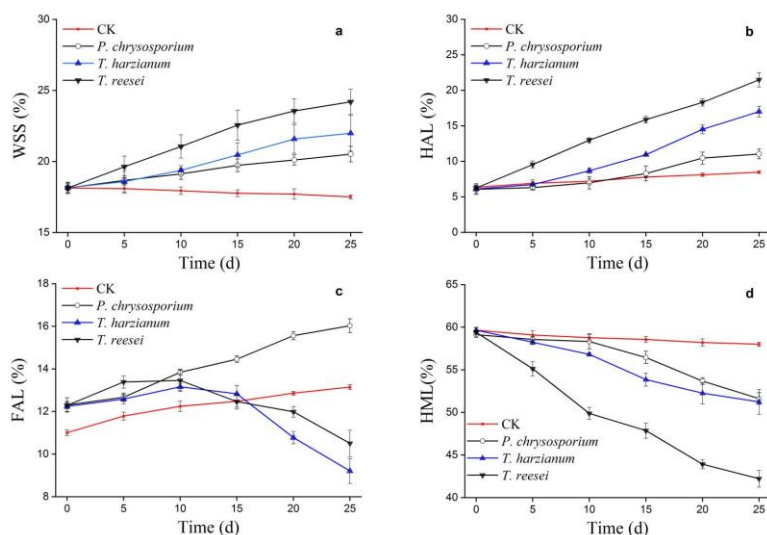 30
26
22
18
15
WSS (%)
CK
P. chrysosporium
T. harzianum
T. reesei
a
0 5 10 15 20 25
Time (d)
30
25
20
15
10
5
0
HAL (%)
CK
P. chrysosporium
T. harzianum
T. reesei
b
0 5 10 15 20 25
Time (d)
18
16
14
12
10
8
FAL (%)
CK
P. chrysosporium
T. harzianum
T. reesei
c
0 5 10 15 20 25
Time (d)
65
60
55
50
45
40
HML(%)
CK
P. chrysosporium
T. harzianum
T. reesei
d
0 5 10 15 20 25
Time (d)